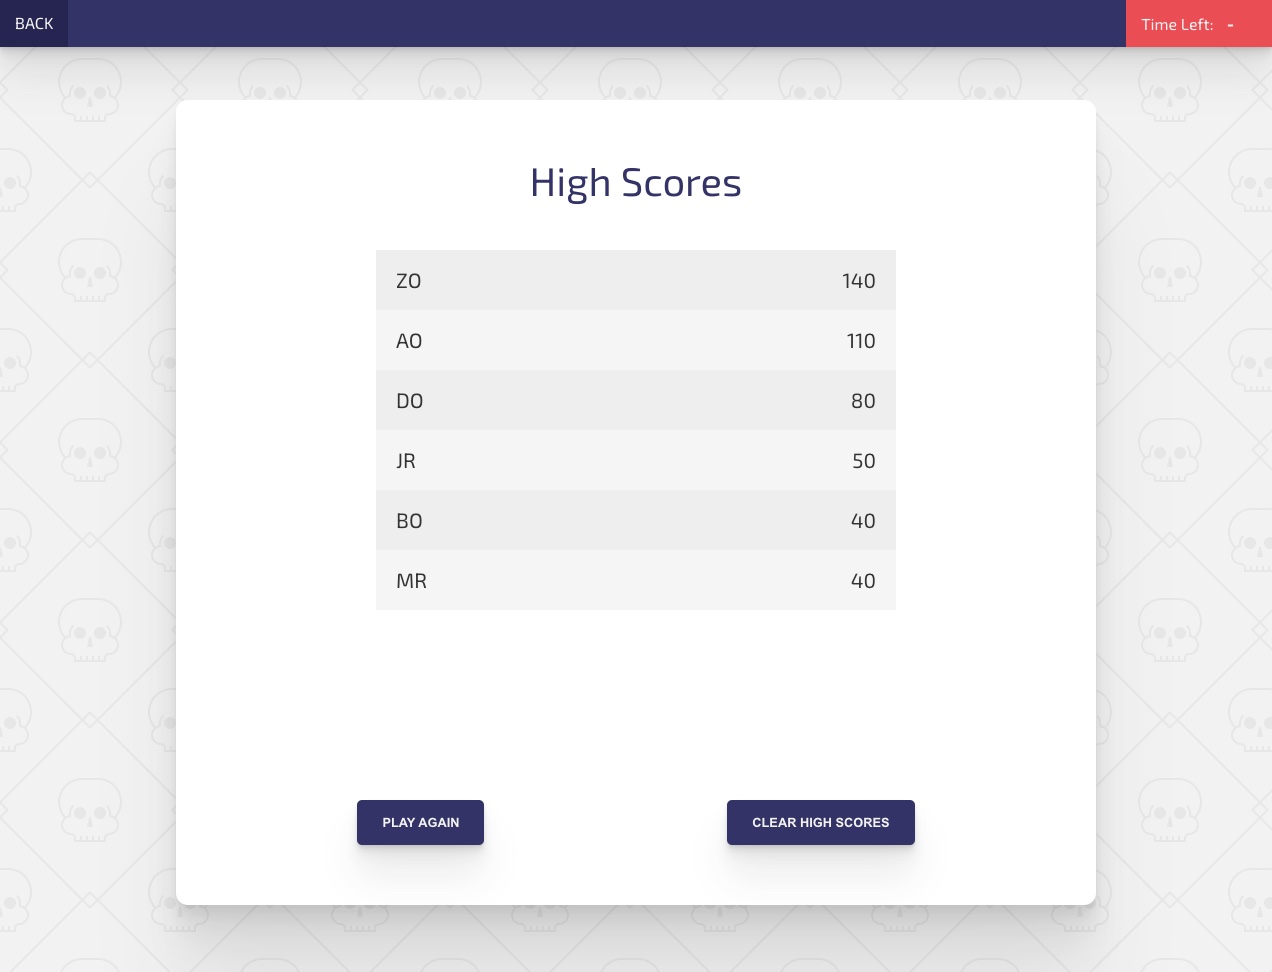 BACK
Time Left: -
High Scores
ZO 140
AO 110
DO 80
JR 50
BO 40
MR 40
PLAY AGAIN
CLEAR HIGH SCORES